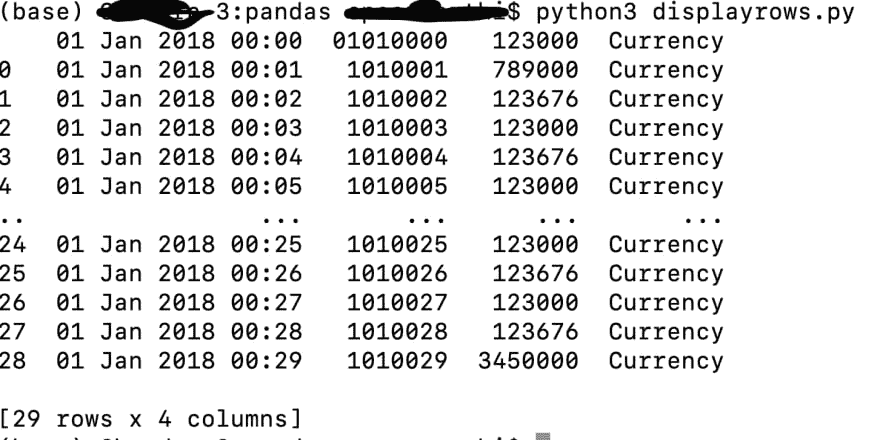 (base) 3:pandas $ python3 displayrows.py
01 Jan 2018 00:00 01010000 123000 Currency
0 01 Jan 2018 00:01 1010001 789000 Currency
1 01 Jan 2018 00:02 1010002 123676 Currency
2 01 Jan 2018 00:03 1010003 123000 Currency
3 01 Jan 2018 00:04 1010004 123676 Currency
4 01 Jan 2018 00:05 1010005 123000 Currency
.. ... ... ... ...
24 01 Jan 2018 00:25 1010025 123000 Currency
25 01 Jan 2018 00:26 1010026 123676 Currency
26 01 Jan 2018 00:27 1010027 123000 Currency
27 01 Jan 2018 00:28 1010028 123676 Currency
28 01 Jan 2018 00:29 1010029 3450000 Currency
[29 rows x 4 columns]